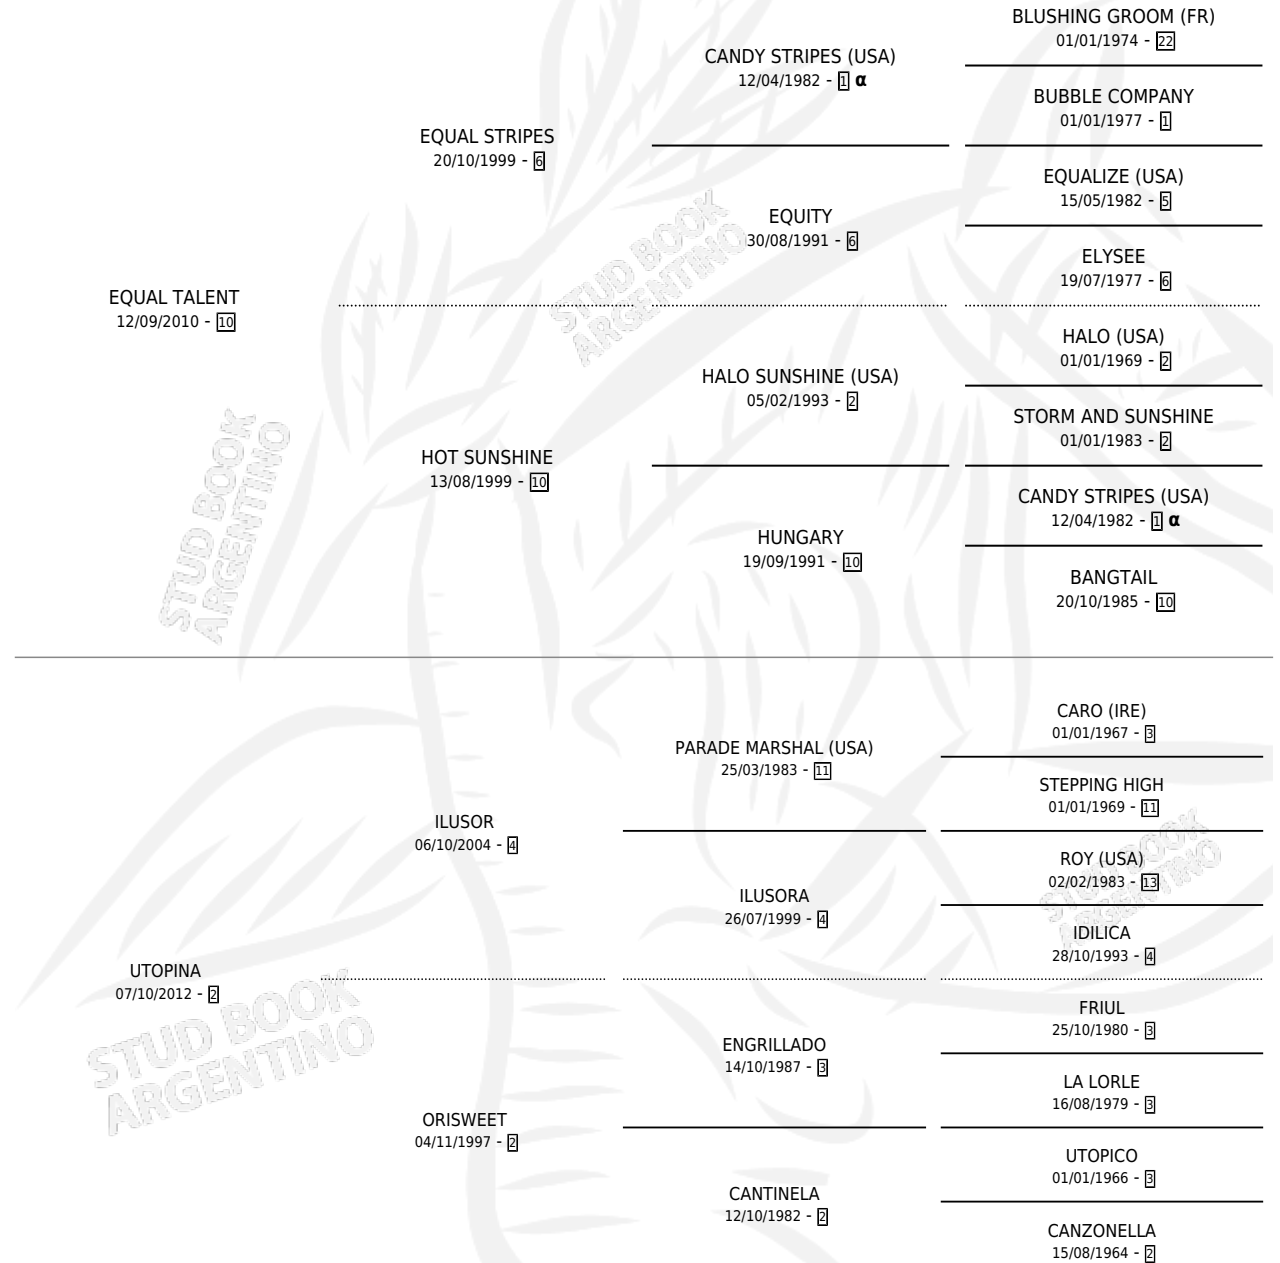 BLUSHING GROOM (FR)
01/01/1974 - 22
CANDY STRIPES (USA)
12/04/1982 - 1 α
BUBBLE COMPANY
01/01/1977 - 1
EQUAL STRIPES
20/10/1999 - 6
EQUALIZE (USA)
15/05/1982 - 5
EQUITY
30/08/1991 - 6
ELYSEE
19/07/1977 - 6
EQUAL TALENT
12/09/2010 - 10
HALO (USA)
01/01/1969 - 2
HALO SUNSHINE (USA)
05/02/1993 - 2
STORM AND SUNSHINE
01/01/1983 - 2
HOT SUNSHINE
13/08/1999 - 10
CANDY STRIPES (USA)
12/04/1982 - 1 α
HUNGARY
19/09/1991 - 10
BANGTAIL
20/10/1985 - 10
CARO (IRE)
01/01/1967 - 3
PARADE MARSHAL (USA)
25/03/1983 - 11
STEPPING HIGH
01/01/1969 - 11
ILUSOR
06/10/2004 - 4
ROY (USA)
02/02/1983 - 13
ILUSORA
26/07/1999 - 4
IDILICA
28/10/1993 - 4
UTOPINA
07/10/2012 - 2
FRIUL
25/10/1980 - 3
ENGRILLADO
14/10/1987 - 3
LA LORLE
16/08/1979 - 3
ORISWEET
04/11/1997 - 2
UTOPICO
01/01/1966 - 3
CANTINELA
12/10/1982 - 2
CANZONELLA
15/08/1964 - 2
STUD BOOK
ARGENTINO
STUD BOOK
ARGENTINO
STUD BOOK
ARGENTINO
STUD BOOK
ARGENTINO